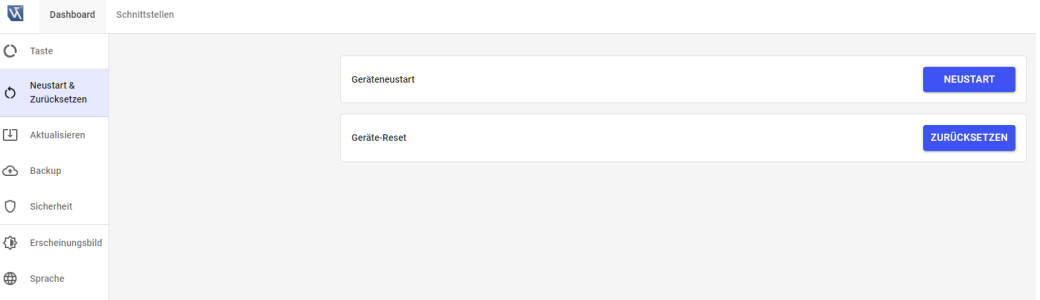 Dashboard Schnittstellen
Taste
Neustart &
Zurücksetzen
Aktualisieren
Backup
Sicherheit
Erscheinungsbild
Sprache
Geräteneustart NEUSTART
Geräte-Reset ZURÜCKSETZEN